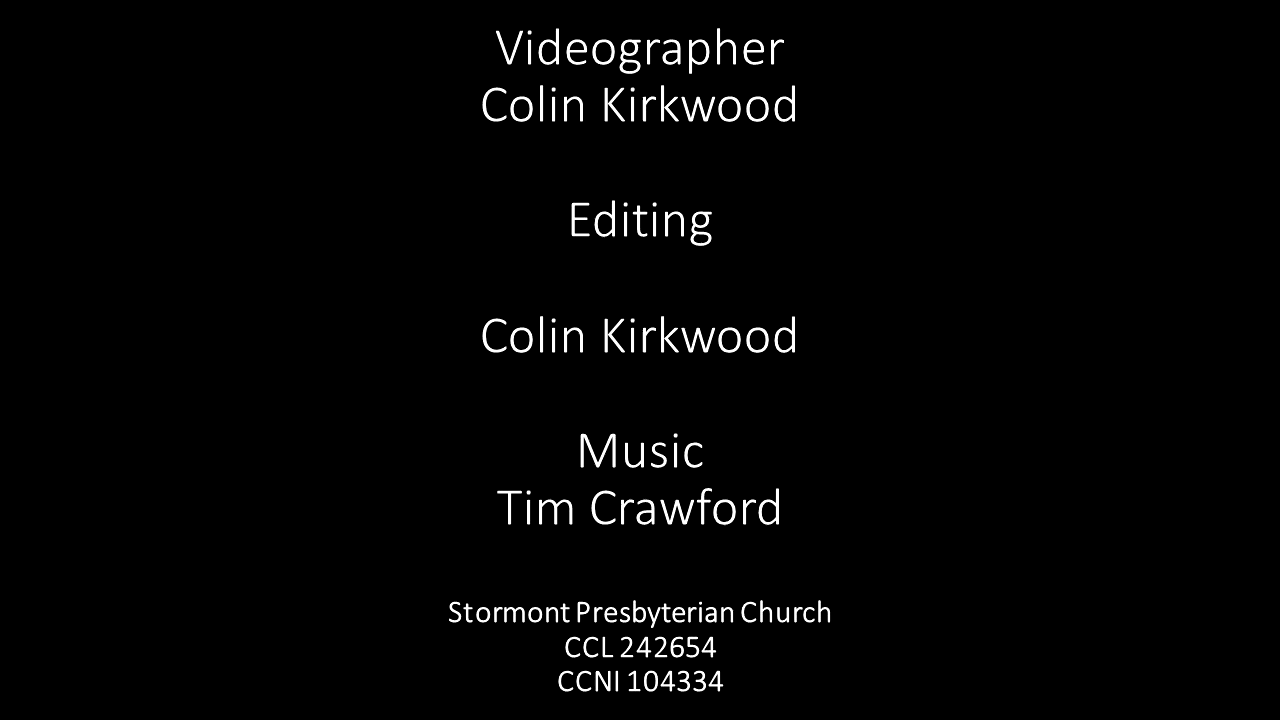 Videographer
Colin Kirkwood
Editing
Colin Kirkwood
Music
Tim Crawford
Stormont Presbyterian Church
CCL 242654
CCNI 104334